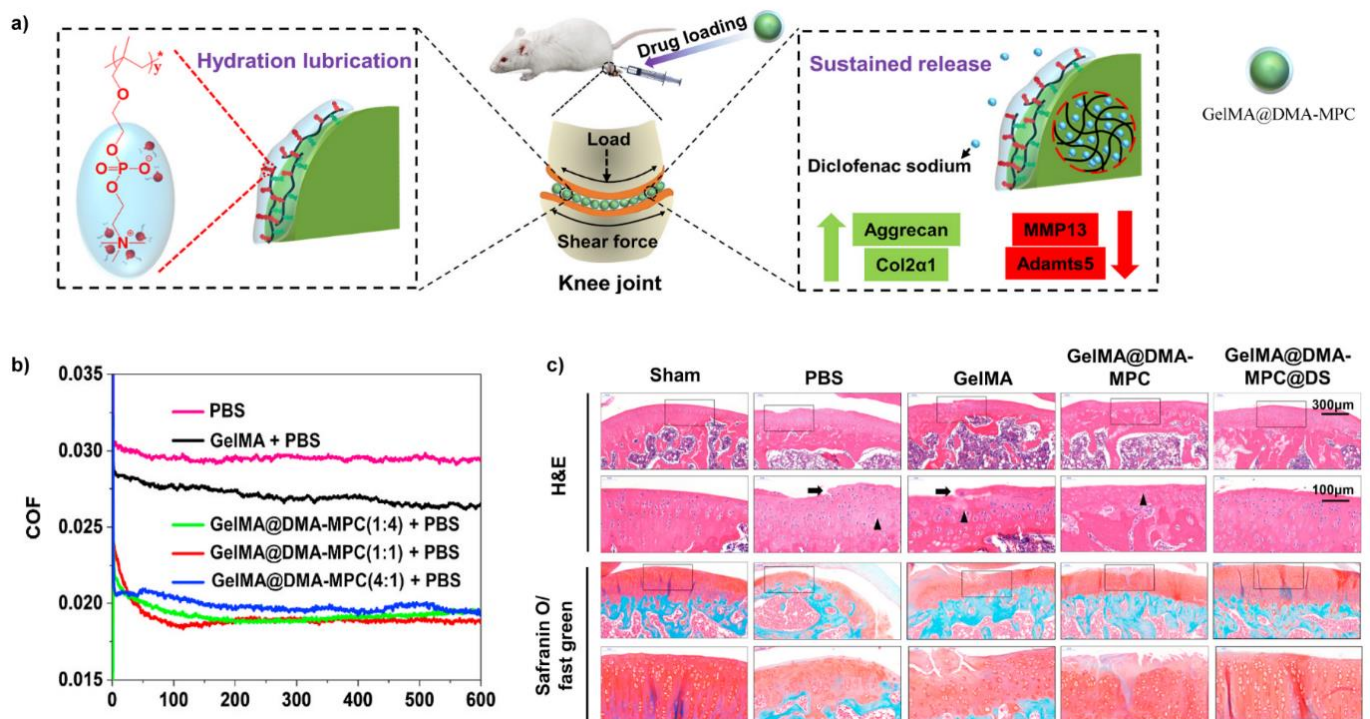 a)
Hydration lubrication
y
*
O
O
O=P-O⊖
O
N⊕
Drug loading
Load
Shear force
Knee joint
Sustained release
Diclofenac sodium
Aggrecan
Col2α1
MMP13
Adamts5
GelMA@DMA-MPC
b)
COF
0.035
0.030
0.025
0.020
0.015
0
100
200
300
400
500
600
PBS
GelMA + PBS
GelMA@DMA-MPC(1:4) + PBS
GelMA@DMA-MPC(1:1) + PBS
GelMA@DMA-MPC(4:1) + PBS
c)
Sham
PBS
GelMA
GelMA@DMA-
MPC
GelMA@DMA-
MPC@DS
H&E
300μm
100μm
Safranin O/
fast green